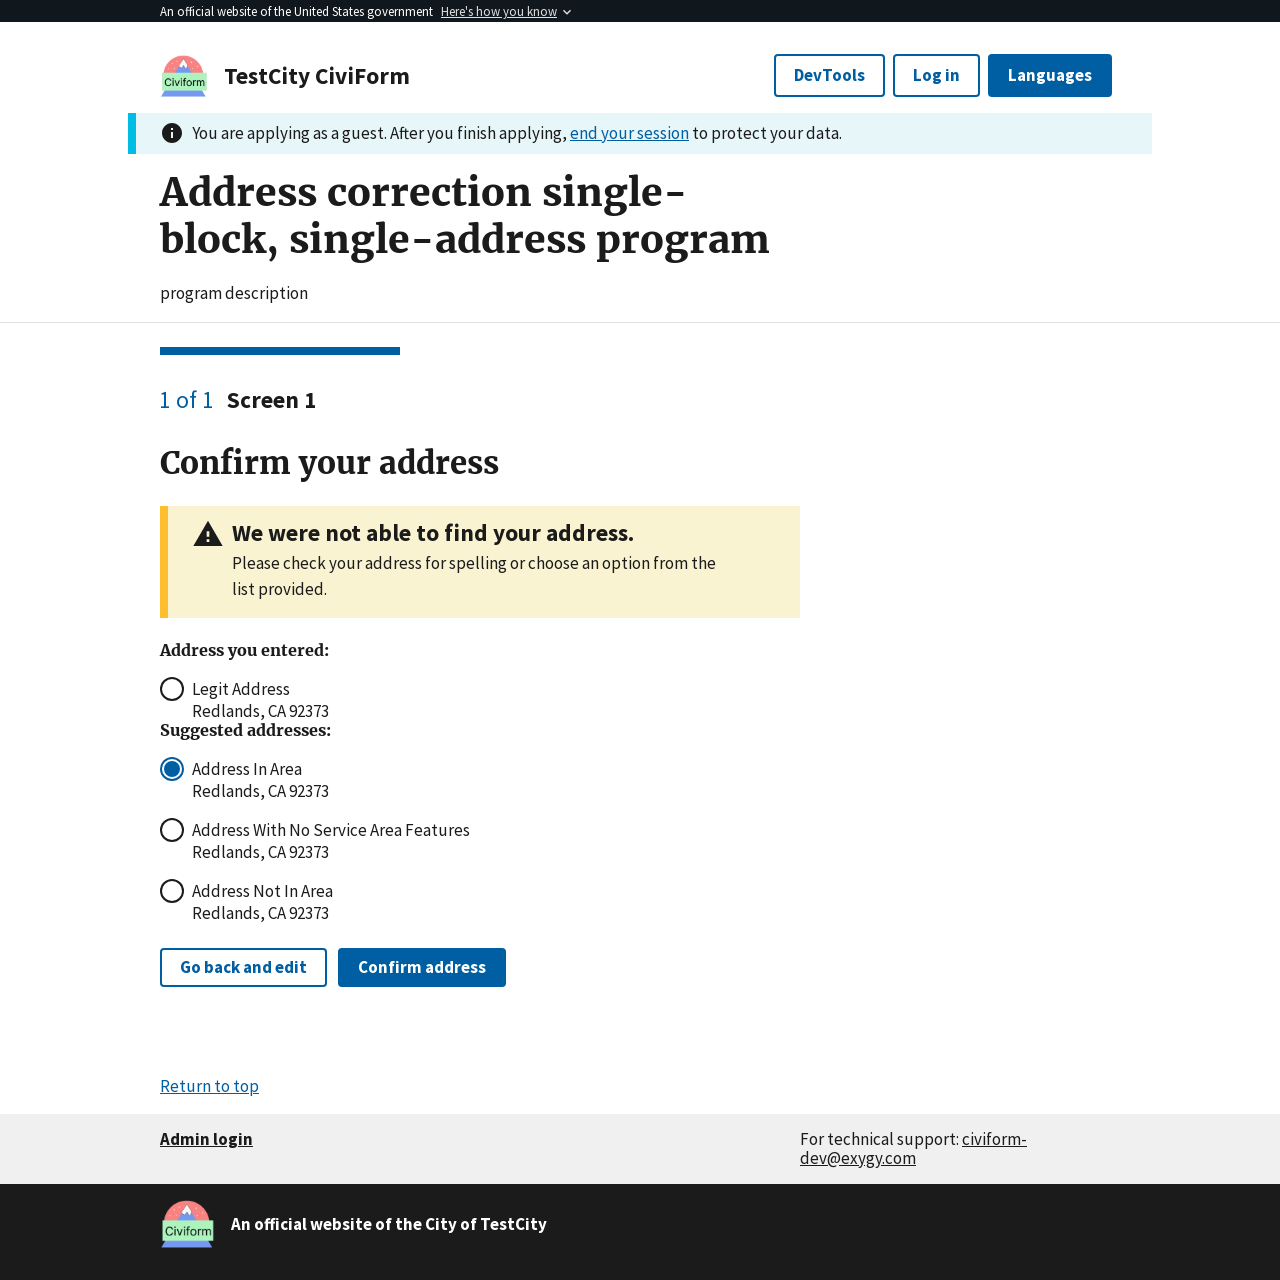 An official website of the United States government Here's how you know
Civiform
TestCity CiviForm
DevTools
Log in
Languages
You are applying as a guest. After you finish applying, end your session to protect your data.
Address correction single-
block, single-address program
program description
1 of 1 Screen 1
Confirm your address
We were not able to find your address.
Please check your address for spelling or choose an option from the
list provided.
Address you entered:
Legit Address
Redlands, CA 92373
Suggested addresses:
Address In Area
Redlands, CA 92373
Address With No Service Area Features
Redlands, CA 92373
Address Not In Area
Redlands, CA 92373
Go back and edit
Confirm address
Return to top
Admin login
For technical support: civiform-
dev@exygy.com
Civiform
An official website of the City of TestCity